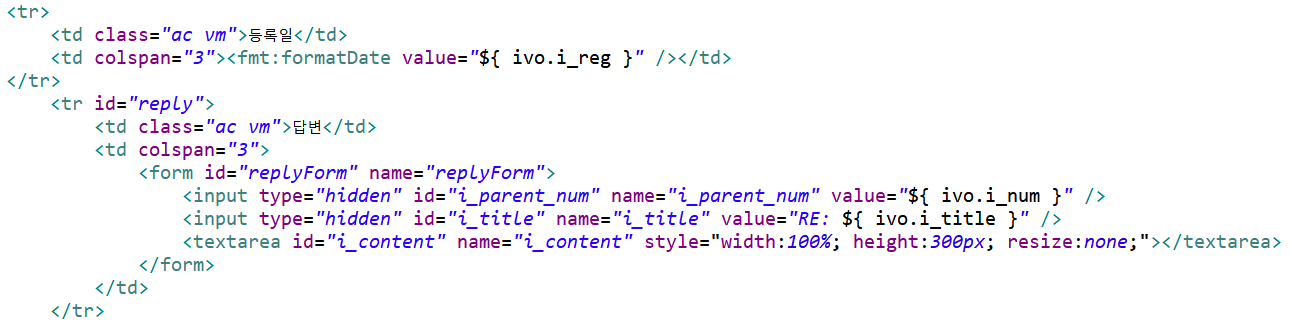 <tr>
    <td class="ac vm">등록일</td>
    <td colspan="3"><fmt:formatDate value="${ ivo.i_reg }" /></td>
</tr>
    <tr id="reply">
        <td class="ac vm">답변</td>
        <td colspan="3">
            <form id="replyForm" name="replyForm">
                <input type="hidden" id="i_parent_num" name="i_parent_num" value="${ ivo.i_num }" />
                <input type="hidden" id="i_title" name="i_title" value="RE: ${ ivo.i_title }" />
                <textarea id="i_content" name="i_content" style="width:100%; height:300px; resize:none;"></textarea>
            </form>
        </td>
    </tr>